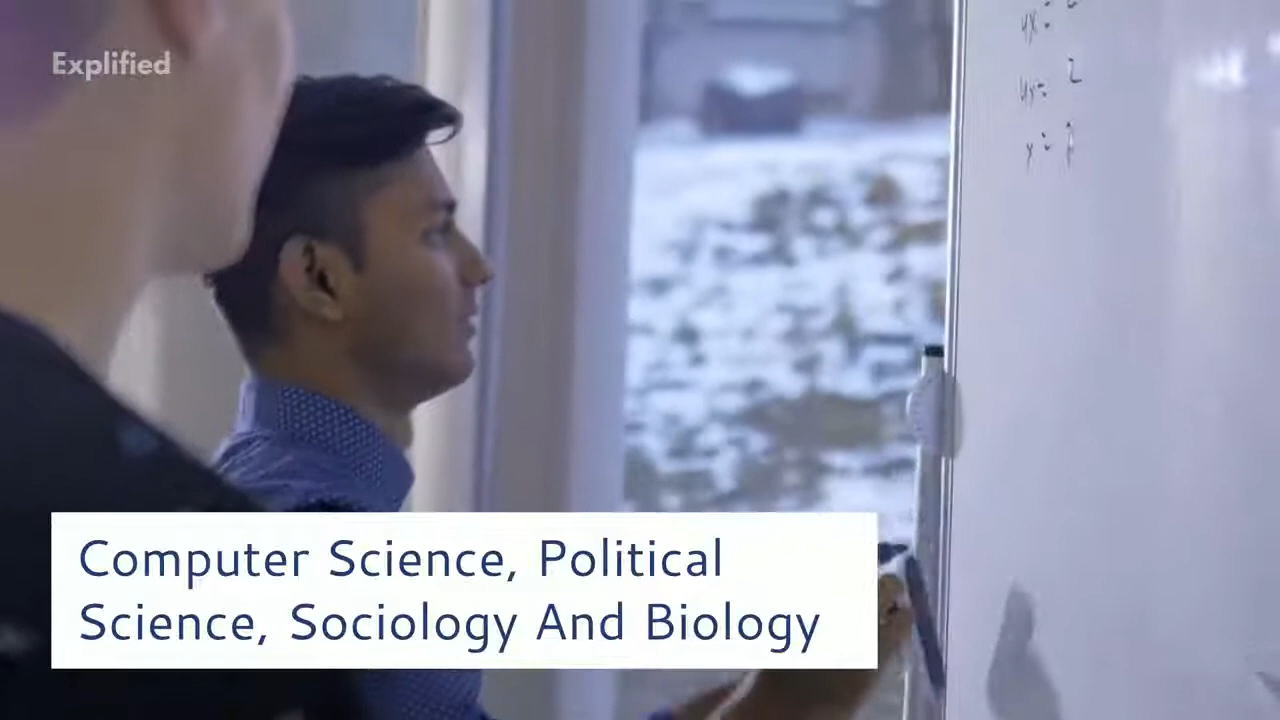 Explified
Computer Science, Political
Science, Sociology And Biology